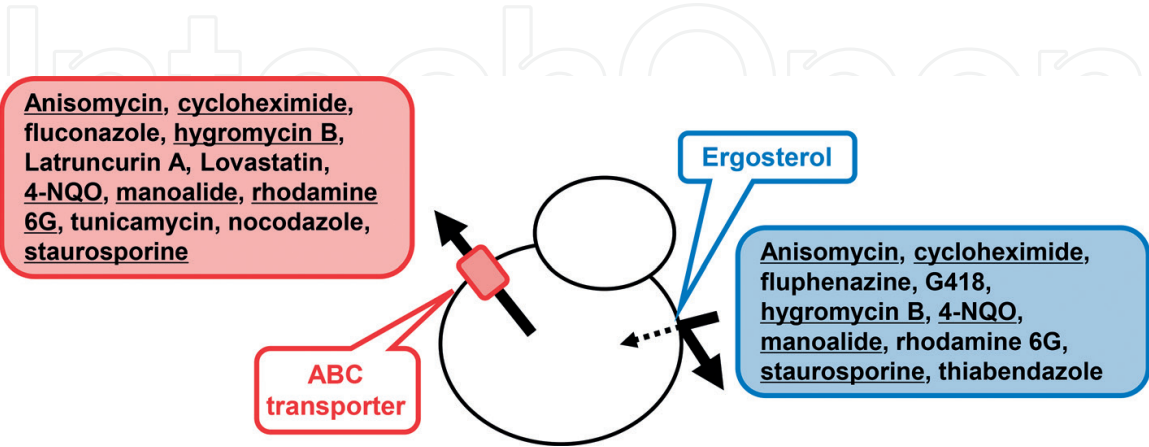 IntechOpen
Anisomycin, cycloheximide,
fluconazole, hygromycin B,
Latruncurin A, Lovastatin,
4-NQO, manoalide, rhodamine
6G, tunicamycin, nocodazole,
staurosporine
Ergosterol
Anisomycin, cycloheximide,
fluphenazine, G418,
hygromycin B, 4-NQO,
manoalide, rhodamine 6G,
staurosporine, thiabendazole
ABC
transporter